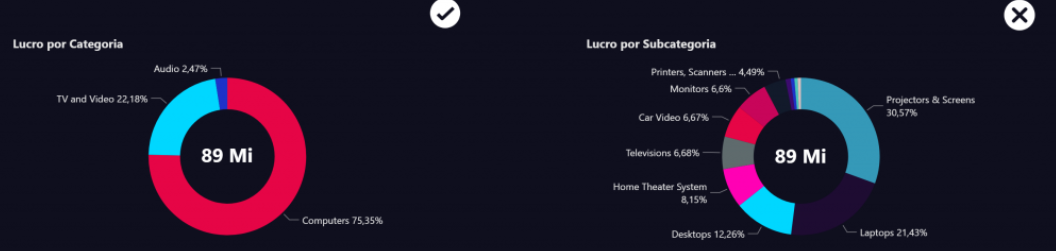 Lucro por Categoria
Audio 2,47%
TV and Video 22,18%
89 Mi
Computers 75,35%
Lucro por Subcategoria
Printers, Scanners ... 4,49%
Monitors 6,6%
Car Video 6,67%
Televisions 6,68%
Home Theater System
8,15%
Desktops 12,26%
89 Mi
Projectors & Screens
30,57%
Laptops 21,43%